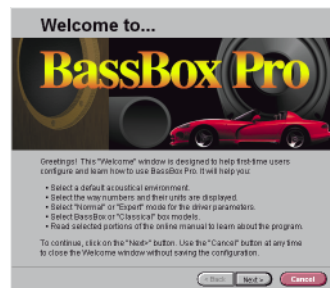 Welcome to...
BassBox Pro
Greetings! This "Welcome" window is designed to help first-time users
configure and learn how to use BassBox Pro. It will help you:
• Select a default acoustical environment.
• Select the way numbers and their units are displayed.
• Select "Normal" or "Expert" mode for the driver parameters.
• Select BassBox or "Classical" box models.
• Read selected portions of the online manual to learn about the program.
To continue, click on the "Next>" button. Use the "Cancel" button at any time
to close the Welcome window without saving the configuration.
< Back Next > Cancel